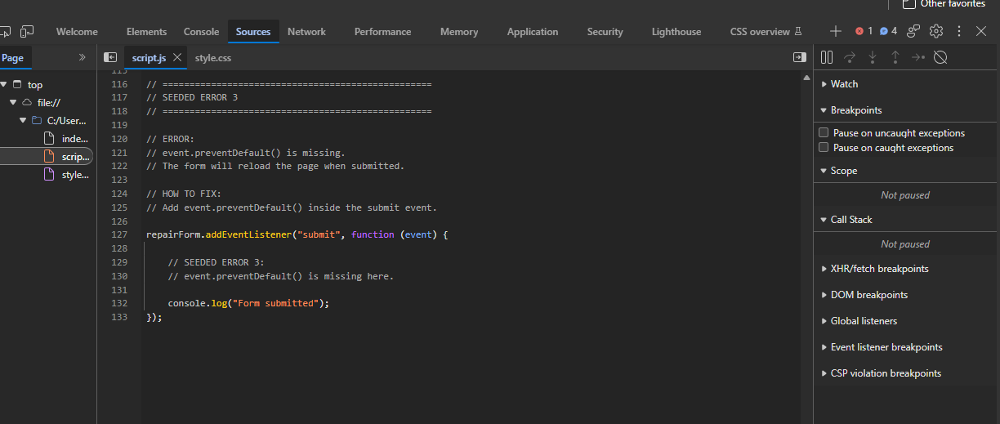 Other favorites
Welcome Elements Console Sources Network Performance Memory Application Security Lighthouse CSS overview 1 4
Page script.js style.css
top
file://
C:/User...
inde...
scrip...
style...
116 // ==================================================
117 // SEEDED ERROR 3
118 // ==================================================
119
120 // ERROR:
121 // event.preventDefault() is missing.
122 // The form will reload the page when submitted.
123
124 // HOW TO FIX:
125 // Add event.preventDefault() inside the submit event.
126
127 repairForm.addEventListener("submit", function (event) {
128
129 // SEEDED ERROR 3:
130 // event.preventDefault() is missing here.
131
132 console.log("Form submitted");
133 });
Watch
Breakpoints
Pause on uncaught exceptions
Pause on caught exceptions
Scope
Not paused
Call Stack
Not paused
XHR/fetch breakpoints
DOM breakpoints
Global listeners
Event listener breakpoints
CSP violation breakpoints